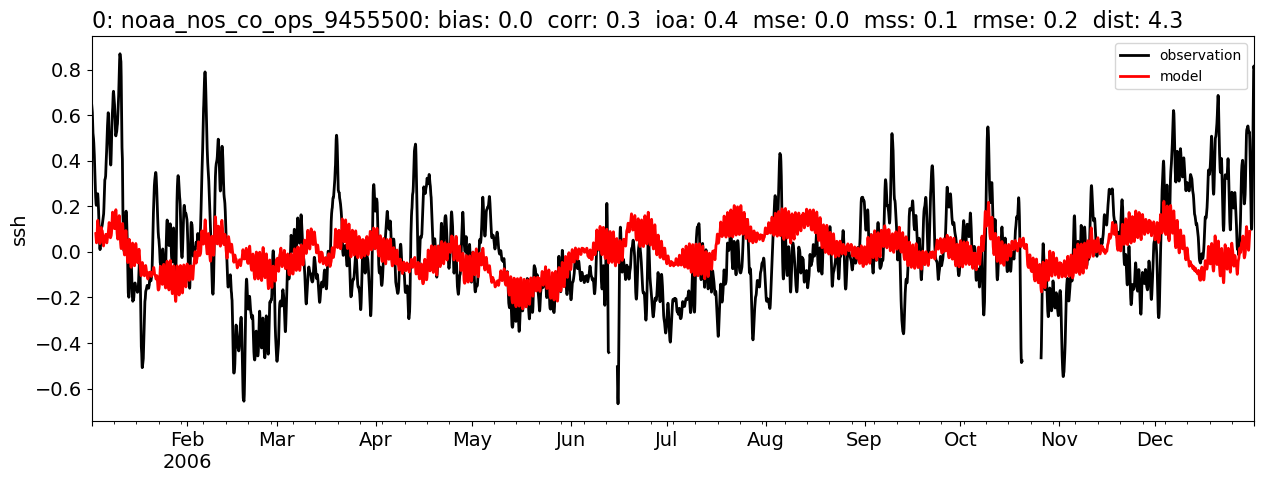 0: noaa_nos_co_ops_9455500: bias: 0.0  corr: 0.3  ioa: 0.4  mse: 0.0  mss: 0.1  rmse: 0.2  dist: 4.3
observation
model
0.8
0.6
0.4
0.2
0.0
−0.2
−0.4
−0.6
ssh
Feb Mar Apr May Jun Jul Aug Sep Oct Nov Dec
2006